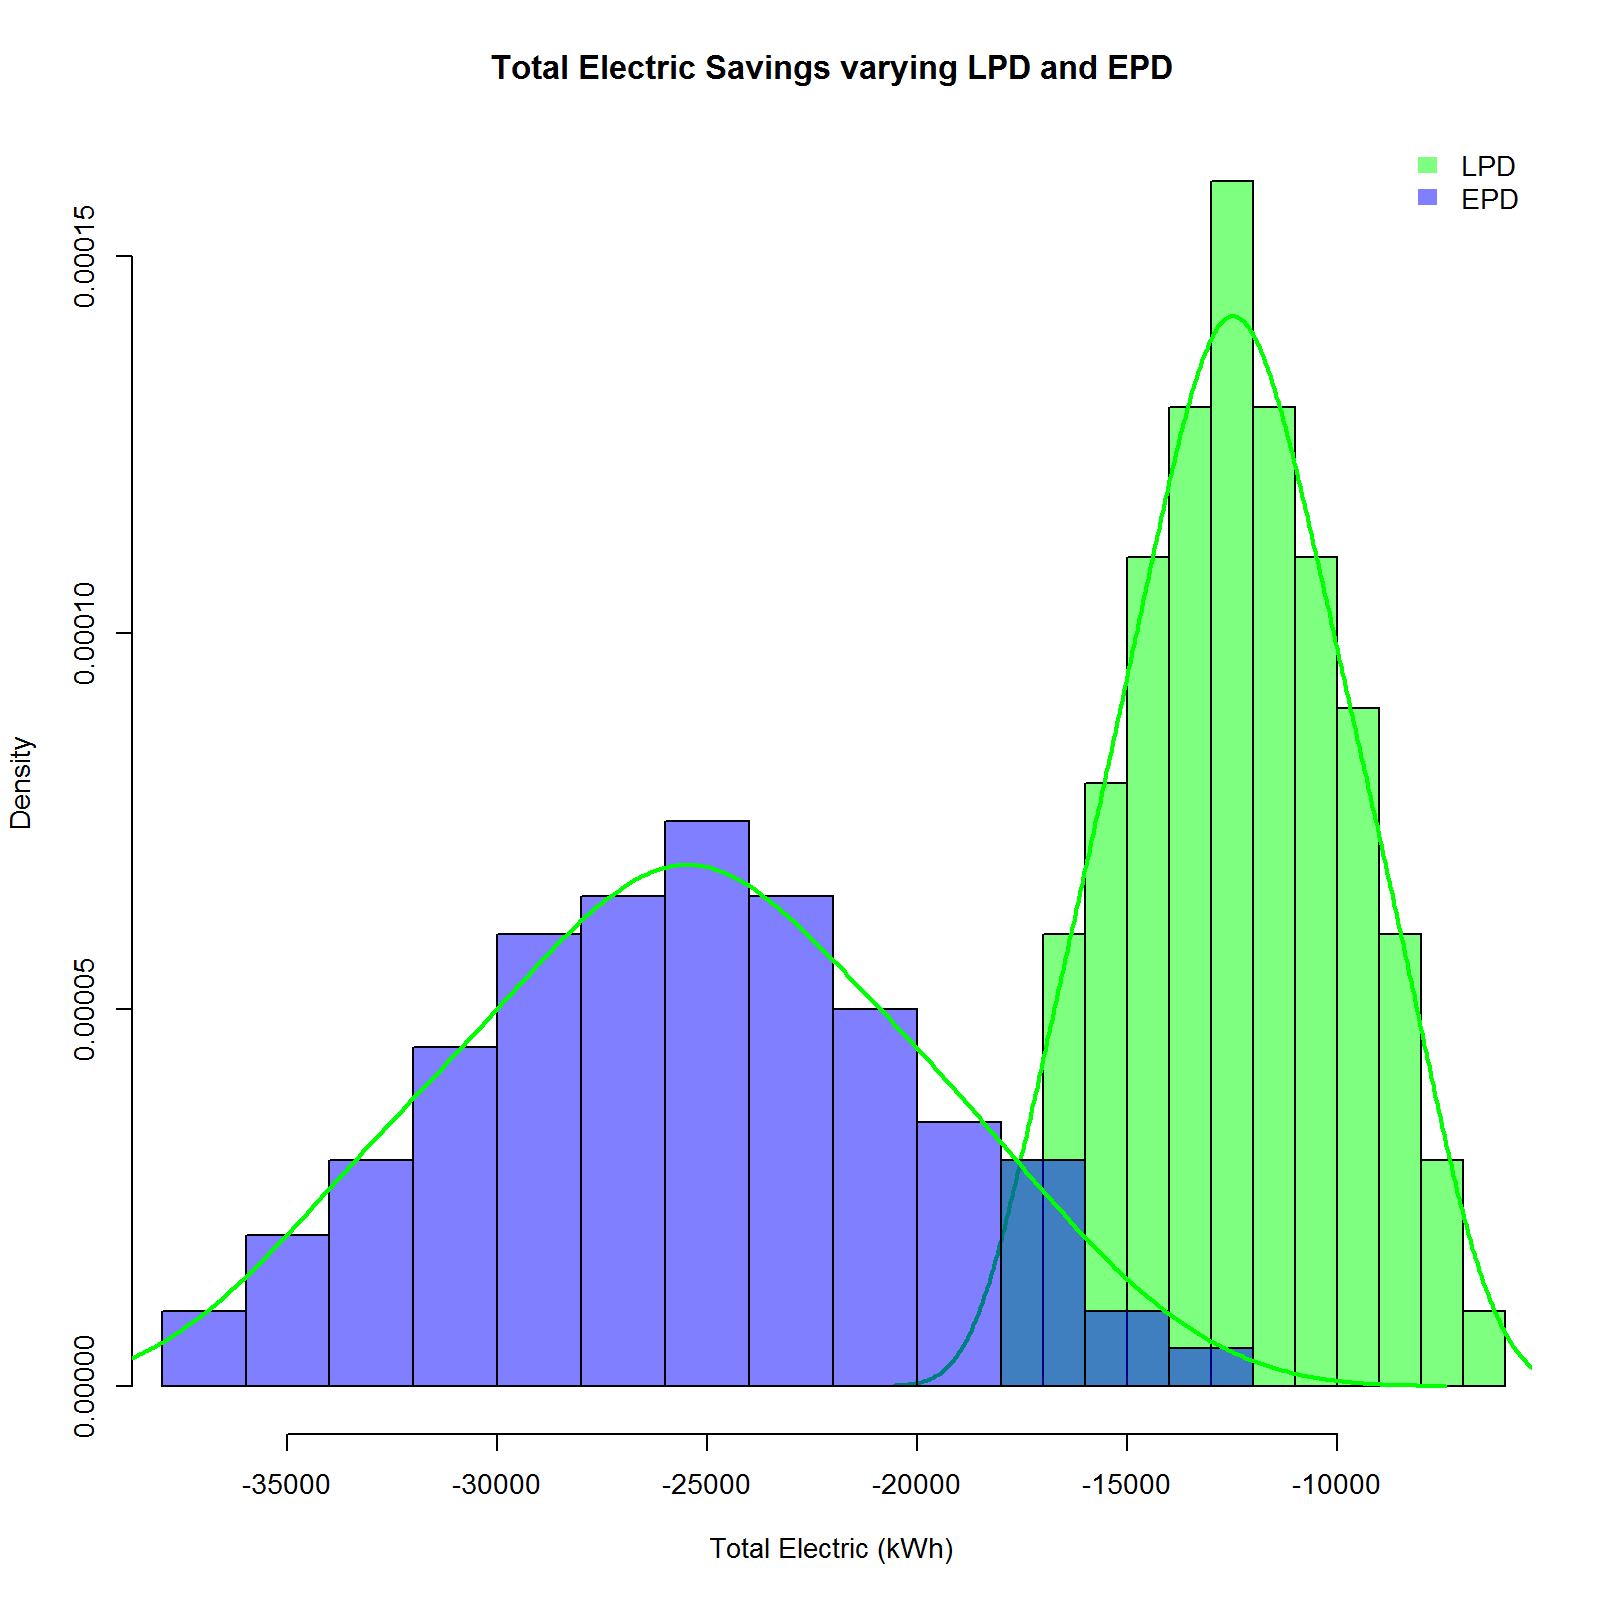 Total Electric Savings varying LPD and EPD
LPD
EPD
0.00015
0.00010
0.00005
0.00000
Density
-35000 -30000 -25000 -20000 -15000 -10000
Total Electric (kWh)